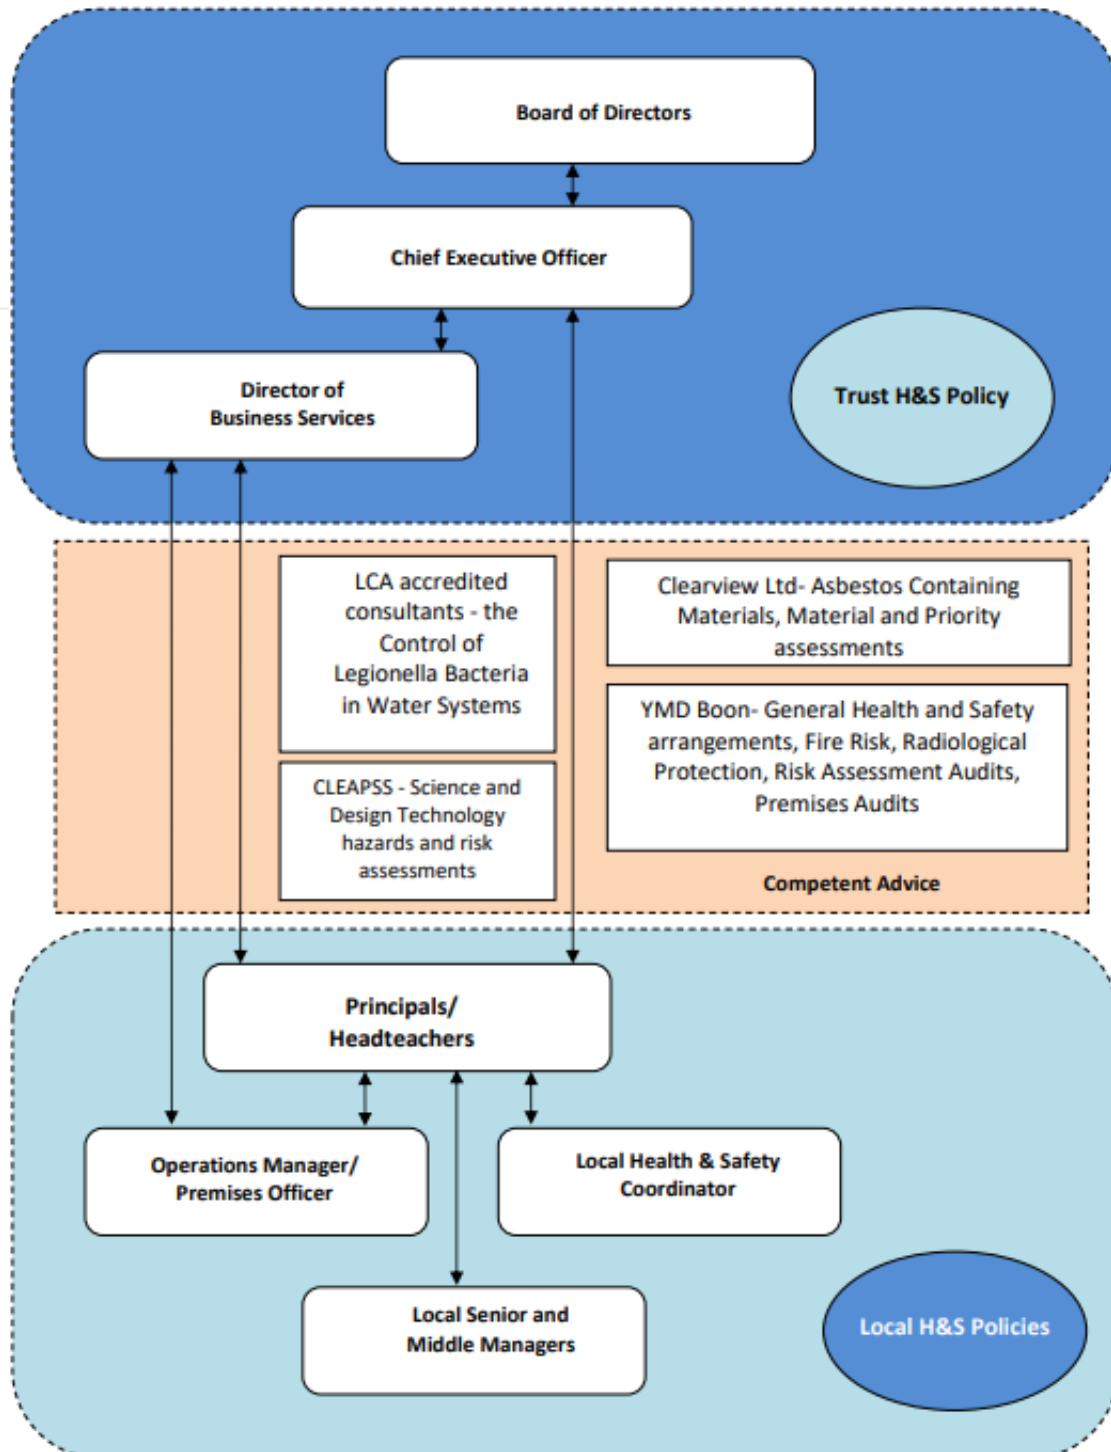 Board of Directors
Chief Executive Officer
Director of
Business Services
Trust H&S Policy
LCA accredited
consultants - the
Control of
Legionella Bacteria
in Water Systems
CLEAPSS - Science and
Design Technology
hazards and risk
assessments
Clearview Ltd- Asbestos Containing
Materials, Material and Priority
assessments
YMD Boon- General Health and Safety
arrangements, Fire Risk, Radiological
Protection, Risk Assessment Audits,
Premises Audits
Competent Advice
Principals/
Headteachers
Operations Manager/
Premises Officer
Local Health & Safety
Coordinator
Local Senior and
Middle Managers
Local H&S Policies